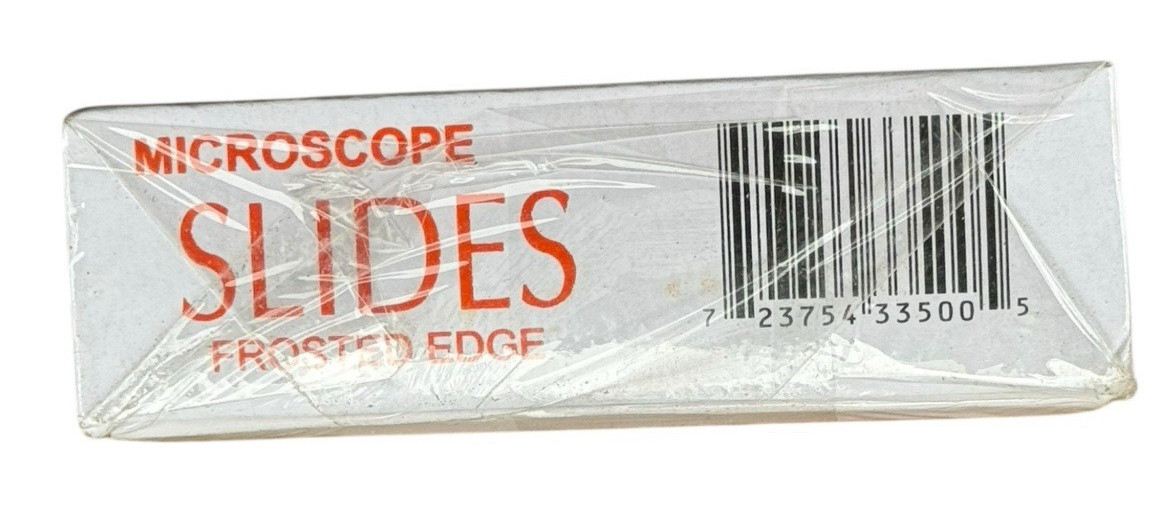 MICROSCOPE
SLIDES
FROSTED EDGE
7 23754 33500 5